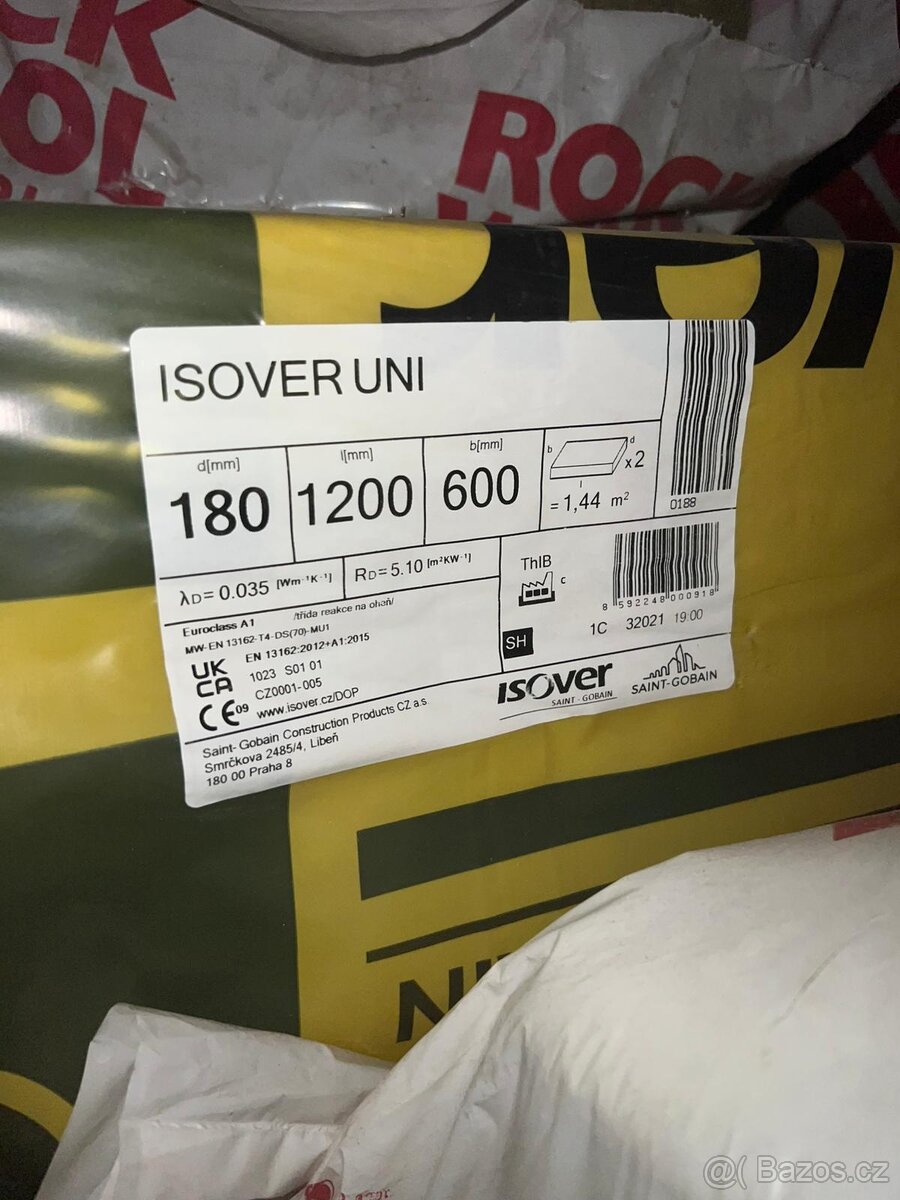 ROCK
ISOVER UNI
d[mm]
180
l[mm]
1200
b[mm]
600
b
d
l
x2
= 1,44 m²
0188
λD= 0.035 [Wm⁻¹K⁻¹]
RD= 5.10 [m²KW⁻¹]
ThIB
c
8 592248 000918
1C 32021 19:00
SH
Euroclass A1 /třída reakce na oheň/
MW-EN 13162-T4-DS(70)-MU1
EN 13162:2012+A1:2015
UK
CA
1023 S01 01
CZ0001-005
CE09 www.isover.cz/DOP
isover
SAINT-GOBAIN
SAINT-GOBAIN
Saint- Gobain Construction Products CZ a.s
Smrčkova 2485/4, Libeň
180 00 Praha 8
@( Bazos.cz